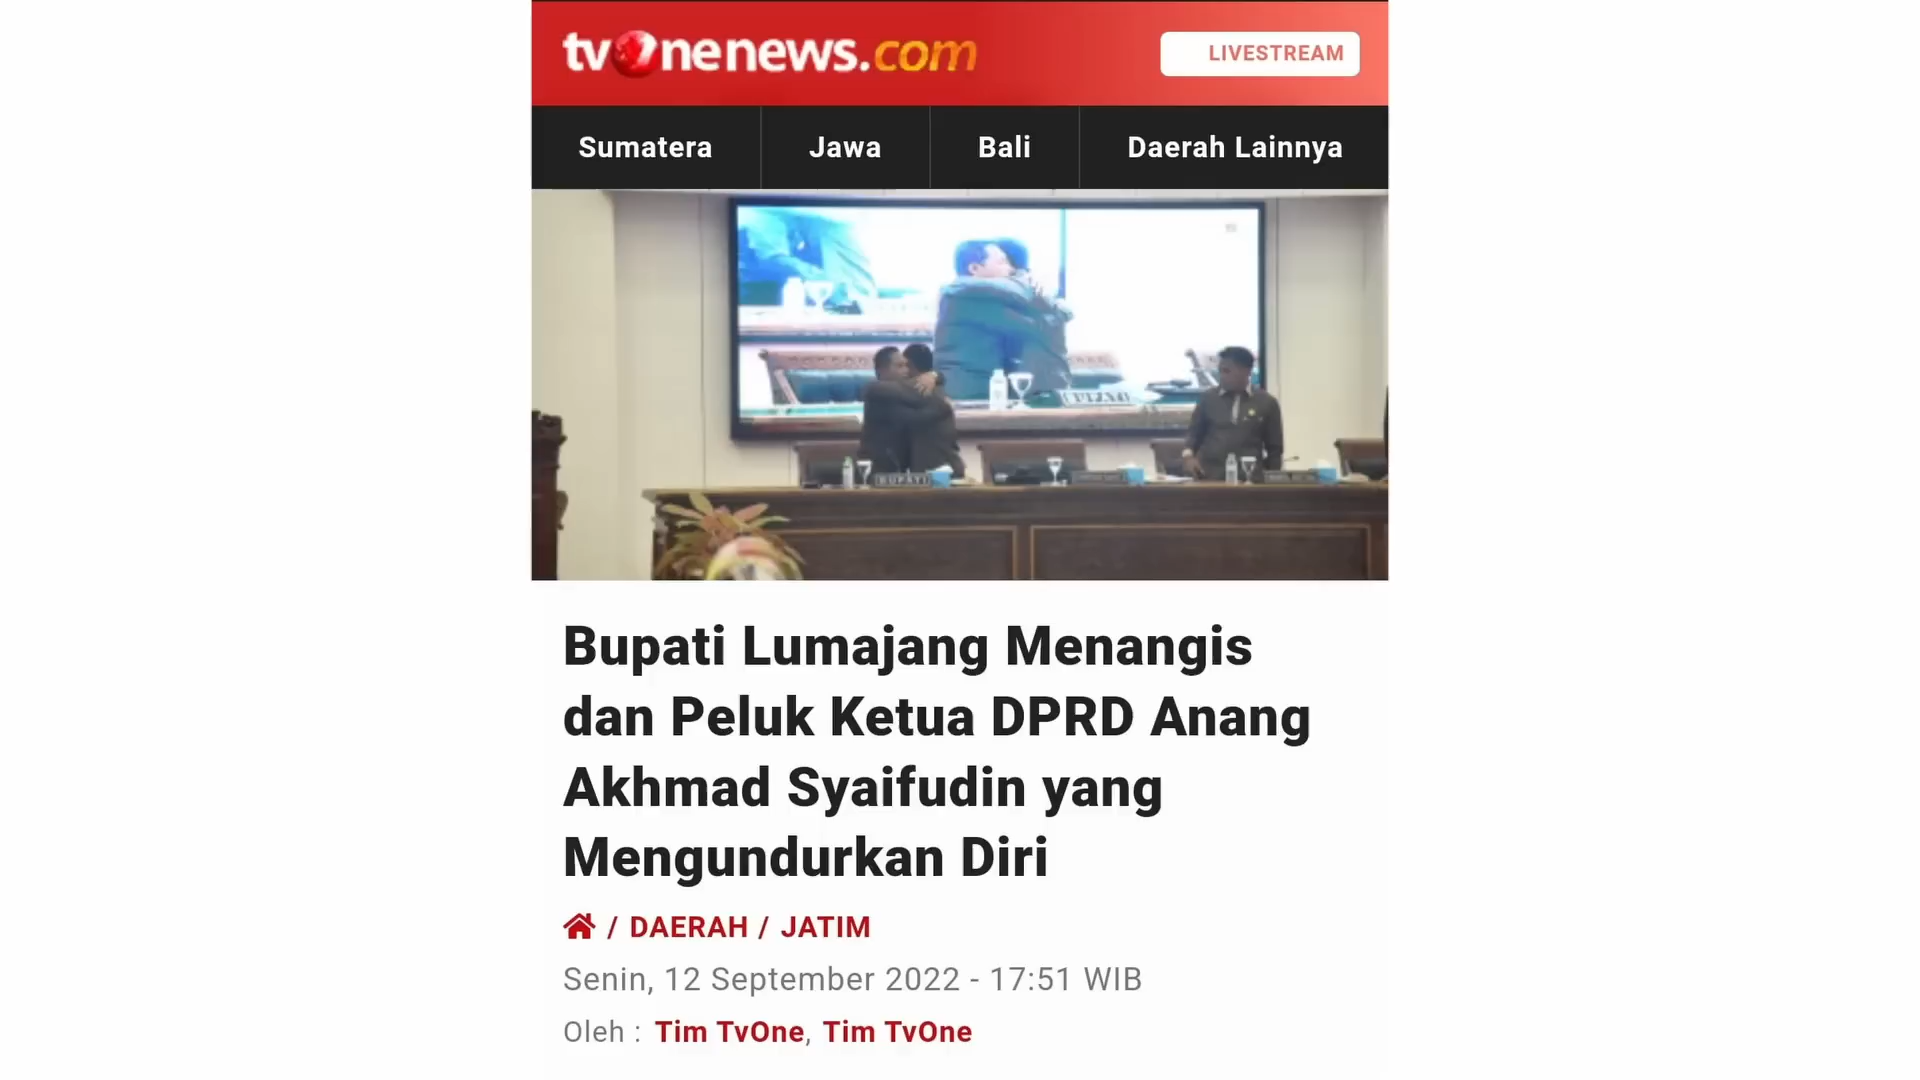 tvOnenews.com
LIVESTREAM
Sumatera
Jawa
Bali
Daerah Lainnya
BUPATI
Bupati Lumajang Menangis
dan Peluk Ketua DPRD Anang
Akhmad Syaifudin yang
Mengundurkan Diri
/ DAERAH / JATIM
Senin, 12 September 2022 - 17:51 WIB
Oleh : Tim TvOne, Tim TvOne